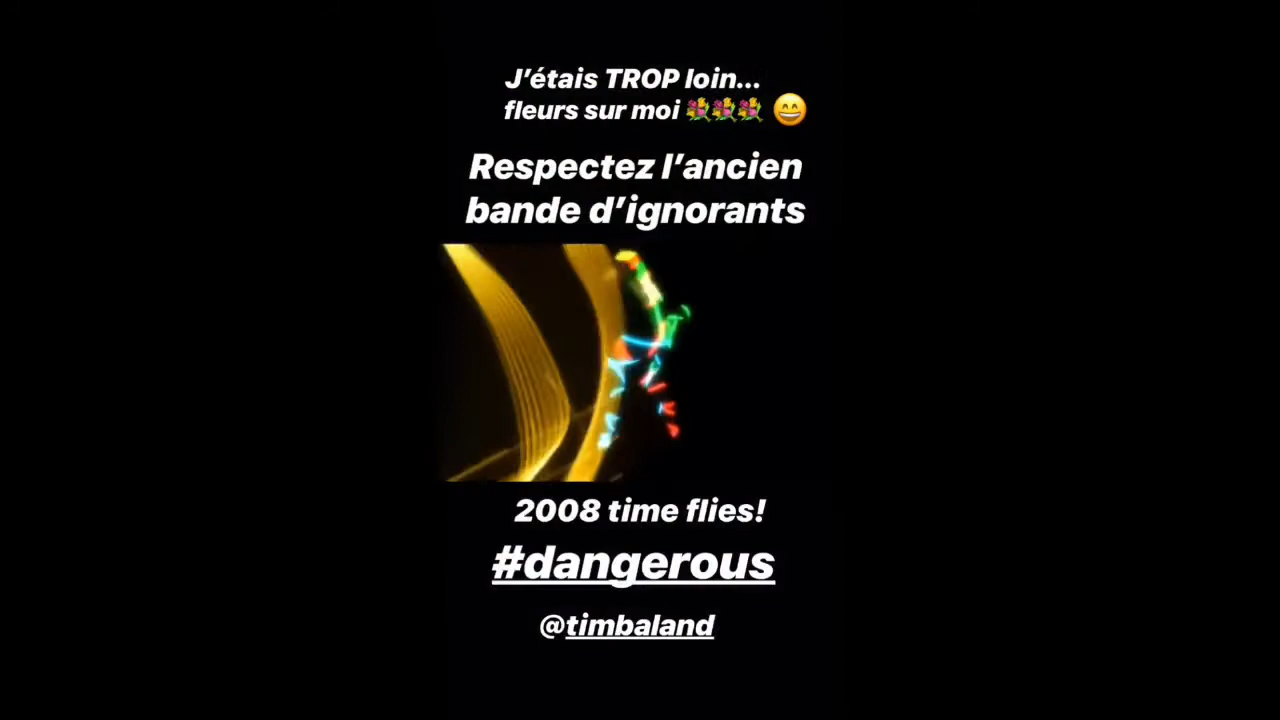 J’étais TROP loin...
fleurs sur moi 💐💐💐 😄
Respectez l’ancien
bande d’ignorants
2008 time flies!
#dangerous
@timbaland